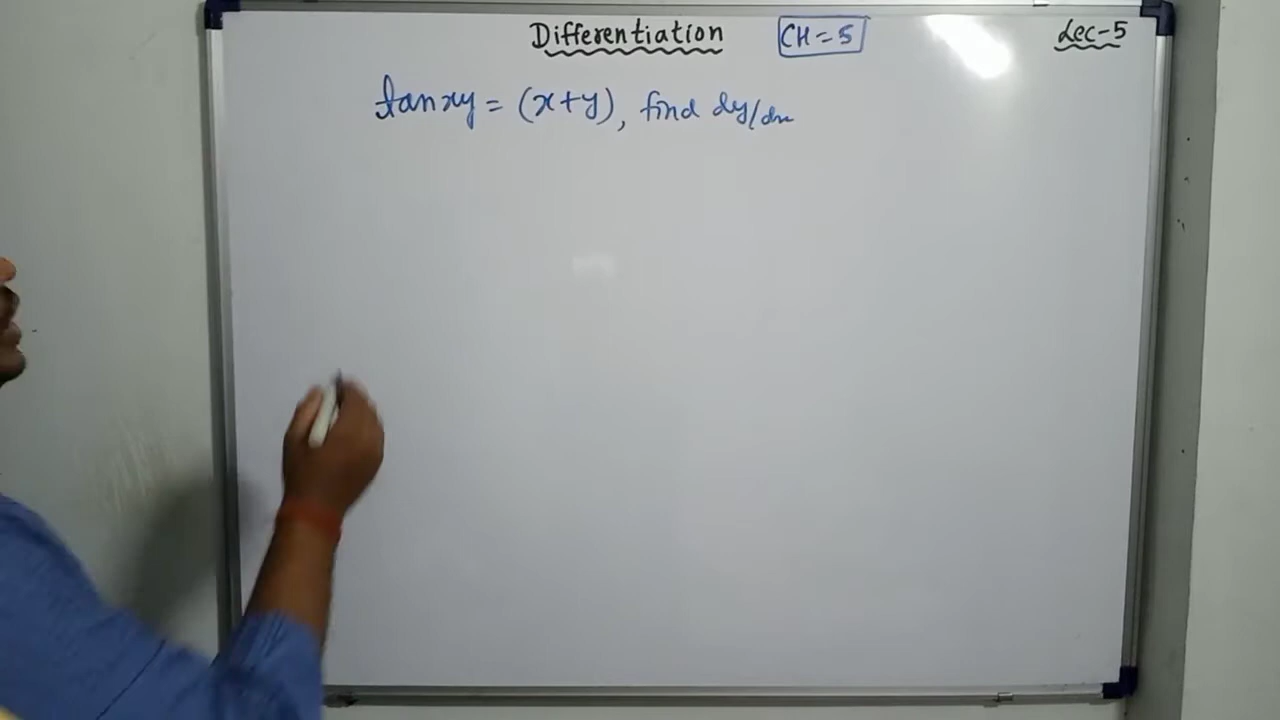 Differentiation CH = 5 Lec-5
tan xy = (x+y), find dy/dx